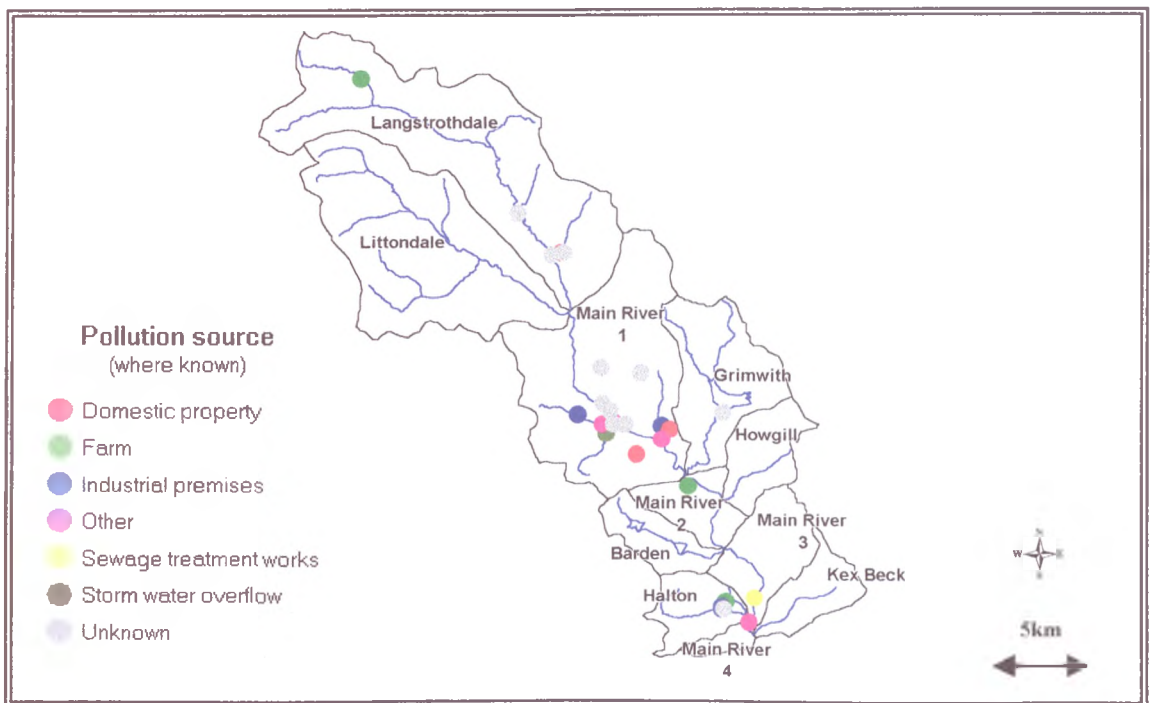 Langstrothdale
Littondale
Main River
1
Grimwith
Howgill
Main River
2
Main River
3
Barden
Kex Beck
Halton
Main River
4
Pollution source
(where known)
Domestic property
Farm
Industrial premises
Other
Sewage treatment works
Storm water overflow
Unknown
N
W
E
S
5km